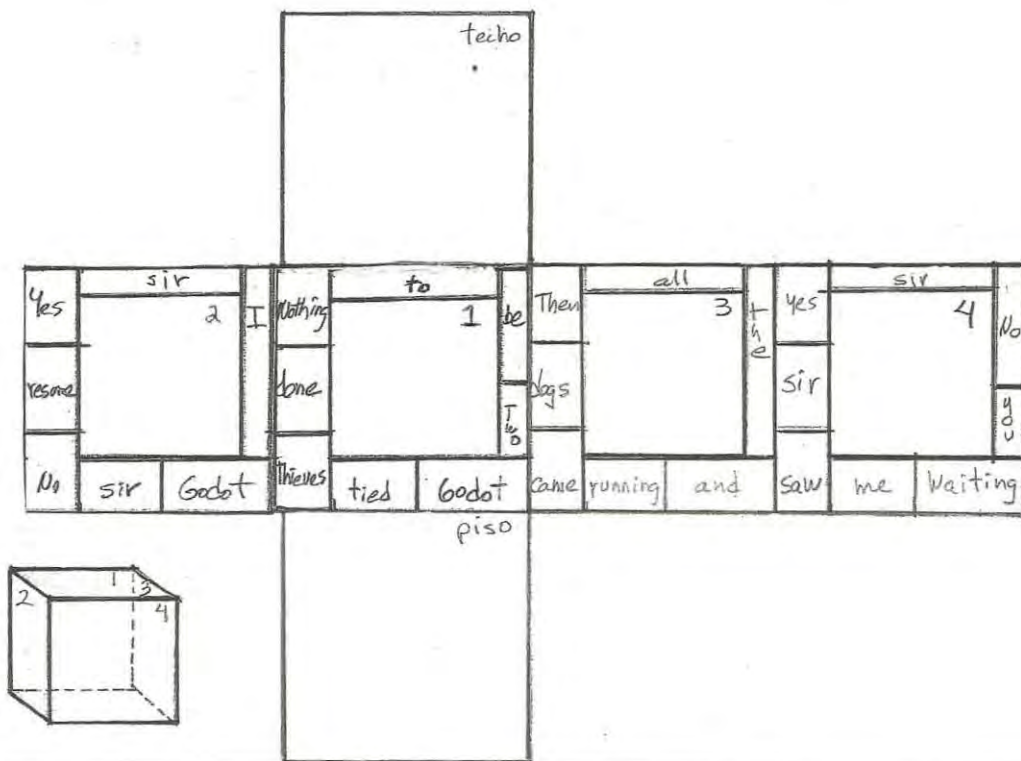 techo
Yes
sir
2
I
No
sir
Godot
Nothing
to
1
be
done
Two
thieves
tied
Godot
Then
all
3
the
dogs
came
running
and
yes
sir
4
No
sir
you
saw
me
waiting
piso
1
2
3
4